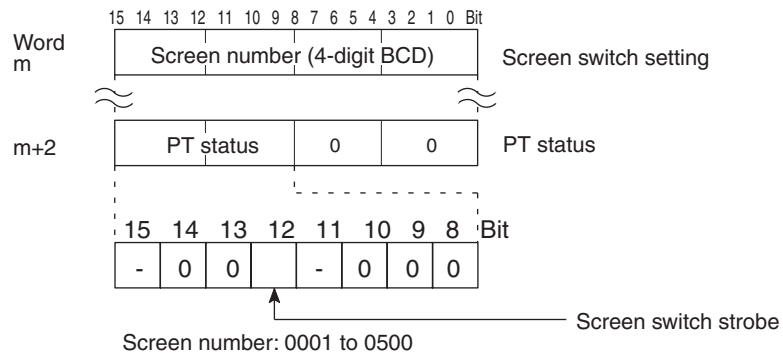 15 14 13 12 11 10 9 8 7 6 5 4 3 2 1 0 Bit
Word
m
Screen number (4-digit BCD)
Screen switch setting
m+2
PT status
0
0
PT status
15 14 13 12 11 10 9 8 Bit
- 0 0 - 0 0 0
Screen switch strobe
Screen number: 0001 to 0500